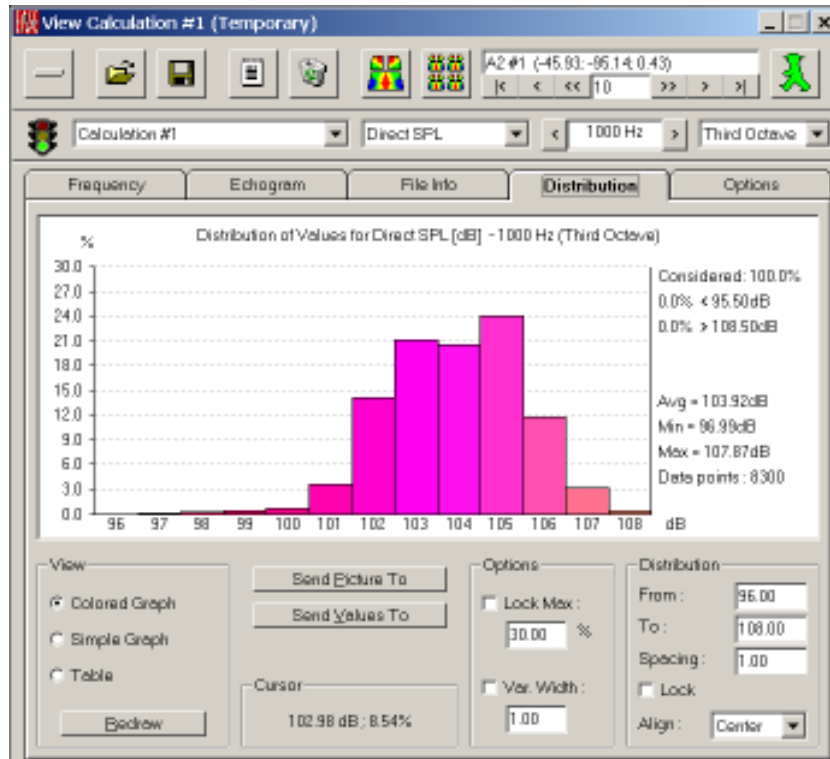 View Calculation #1 (Temporary)
A2 #1 (-45.93;-95.14; 0.43)
|< < << 10 >> > >|
Calculation #1 Direct SPL < 1000 Hz > Third Octave
Frequency Echogram File Info Distribution Options
Distribution of Values for Direct SPL [dB] - 1000 Hz (Third Octave)
%
30.0
27.0
24.0
21.0
18.0
15.0
12.0
9.0
6.0
3.0
0.0
96 97 98 99 100 101 102 103 104 105 106 107 108 dB
Considered: 100.0%
0.0% < 95.50dB
0.0% > 108.50dB
Avg = 103.92dB
Min = 96.99dB
Max = 107.87dB
Data points : 8300
View
Colored Graph
Simple Graph
Table
Redraw
Send Picture To
Send Values To
Cursor
102.98 dB ; 8.54%
Options
Lock Max :
30.00 %
Var. Width :
1.00
Distribution
From : 96.00
To : 108.00
Spacing : 1.00
Lock
Align : Center